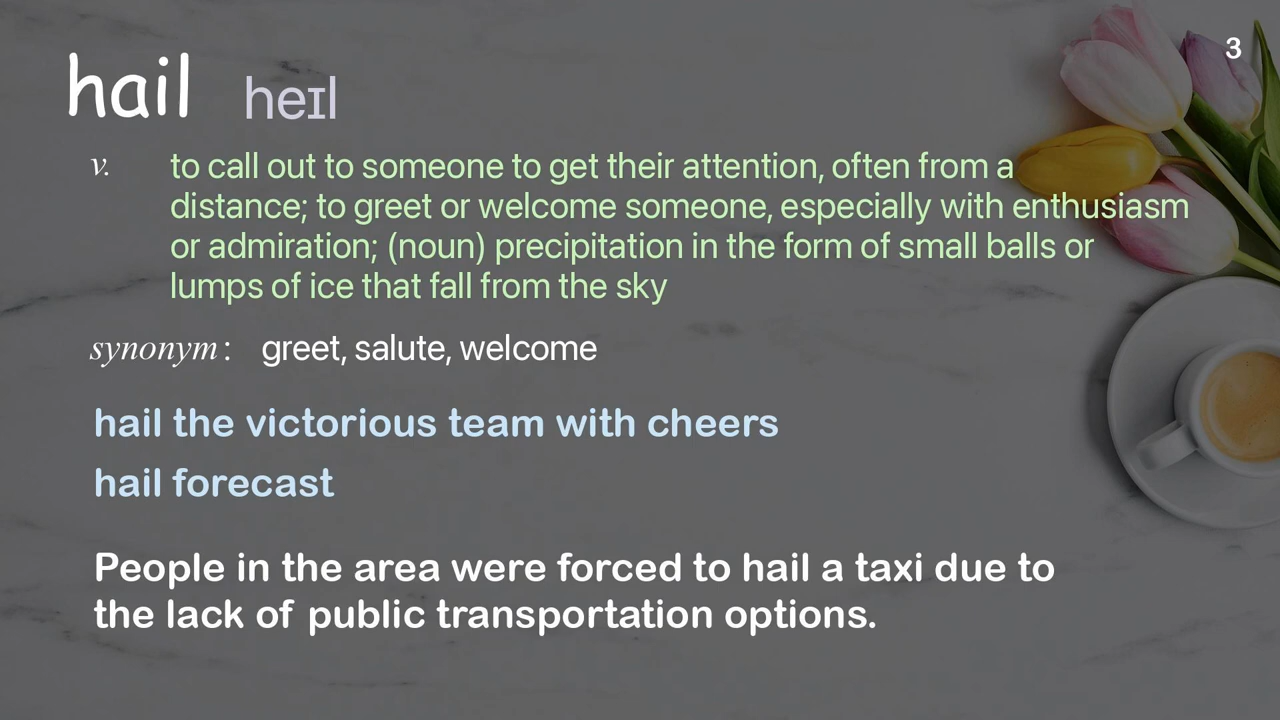 3
hail heɪl
v. to call out to someone to get their attention, often from a
distance; to greet or welcome someone, especially with enthusiasm
or admiration; (noun) precipitation in the form of small balls or
lumps of ice that fall from the sky
synonym: greet, salute, welcome
hail the victorious team with cheers
hail forecast
People in the area were forced to hail a taxi due to
the lack of public transportation options.